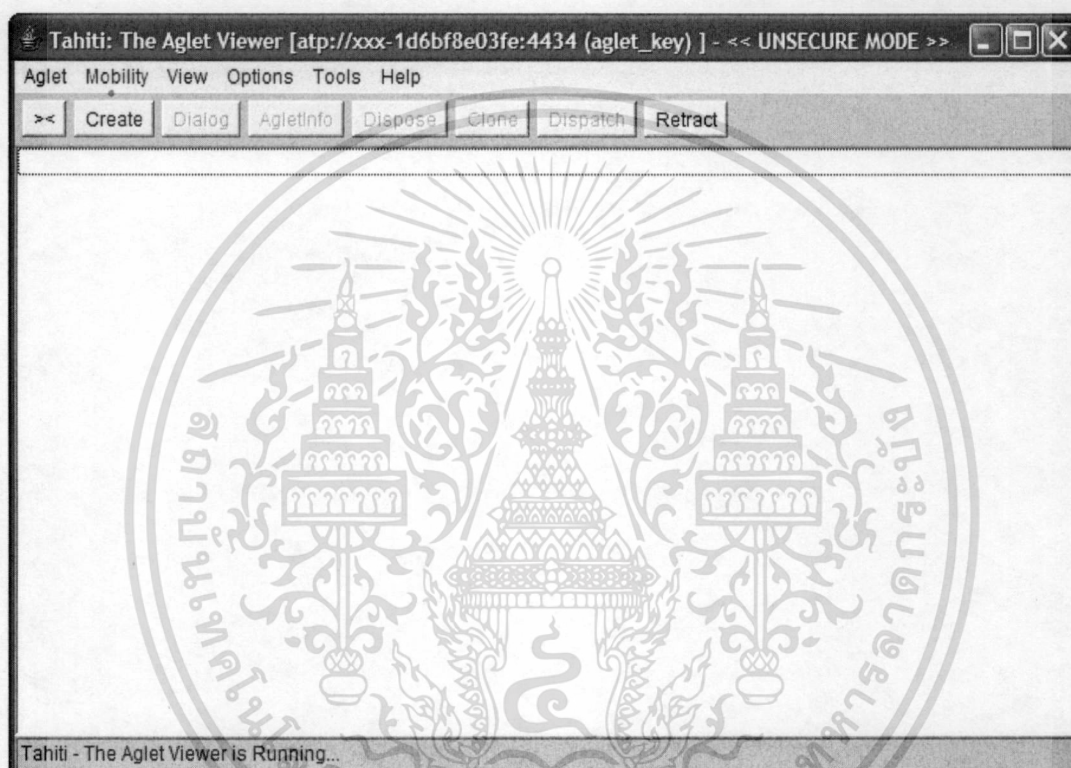 Tahiti: The Aglet Viewer [atp://xxx-1d6bf8e03fe:4434 (aglet_key) ] - << UNSECURE MODE >>
Aglet Mobility View Options Tools Help
>< Create Dialog AgletInfo Dispose Clone Dispatch Retract
Tahiti - The Aglet Viewer is Running...